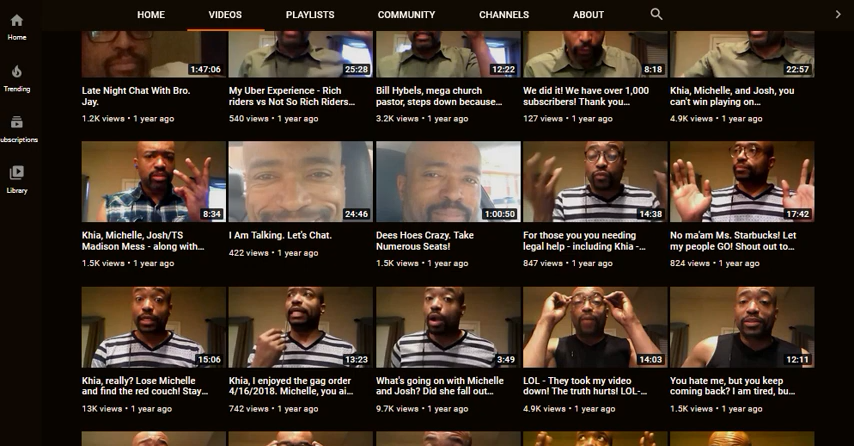 HOME VIDEOS PLAYLISTS COMMUNITY CHANNELS ABOUT
Home
Trending
ubscriptions
Library
1:47:06 25:28 12:22 8:18 22:57
Late Night Chat With Bro.
Jay.
1.2K views • 1 year ago
My Uber Experience - Rich
riders vs Not So Rich Riders...
540 views • 1 year ago
Bill Hybels, mega church
pastor, steps down because...
3.2K views • 1 year ago
We did it! We have over 1,000
subscribers! Thank you...
127 views • 1 year ago
Khia, Michelle, and Josh, you
can't win playing on...
4.9K views • 1 year ago
8:34 24:46 1:00:50 14:38 17:42
Khia, Michelle, Josh/TS
Madison Mess - along with...
1.5K views • 1 year ago
I Am Talking. Let's Chat.
422 views • 1 year ago
Dees Hoes Crazy. Take
Numerous Seats!
1.5K views • 1 year ago
For those you you needing
legal help - including Khia -...
847 views • 1 year ago
No ma'am Ms. Starbucks! Let
my people GO! Shout out to...
824 views • 1 year ago
15:06 13:23 3:49 14:03 12:11
Khia, really? Lose Michelle
and find the red couch! Stay...
13K views • 1 year ago
Khia, I enjoyed the gag order
4/16/2018. Michelle, you ai...
742 views • 1 year ago
What's going on with Michelle
and Josh? Did she fall out...
9.7K views • 1 year ago
LOL - They took my video
down! The truth hurts! LOL-...
4.9K views • 1 year ago
You hate me, but you keep
coming back? I am tired, bu...
1.5K views • 1 year ago